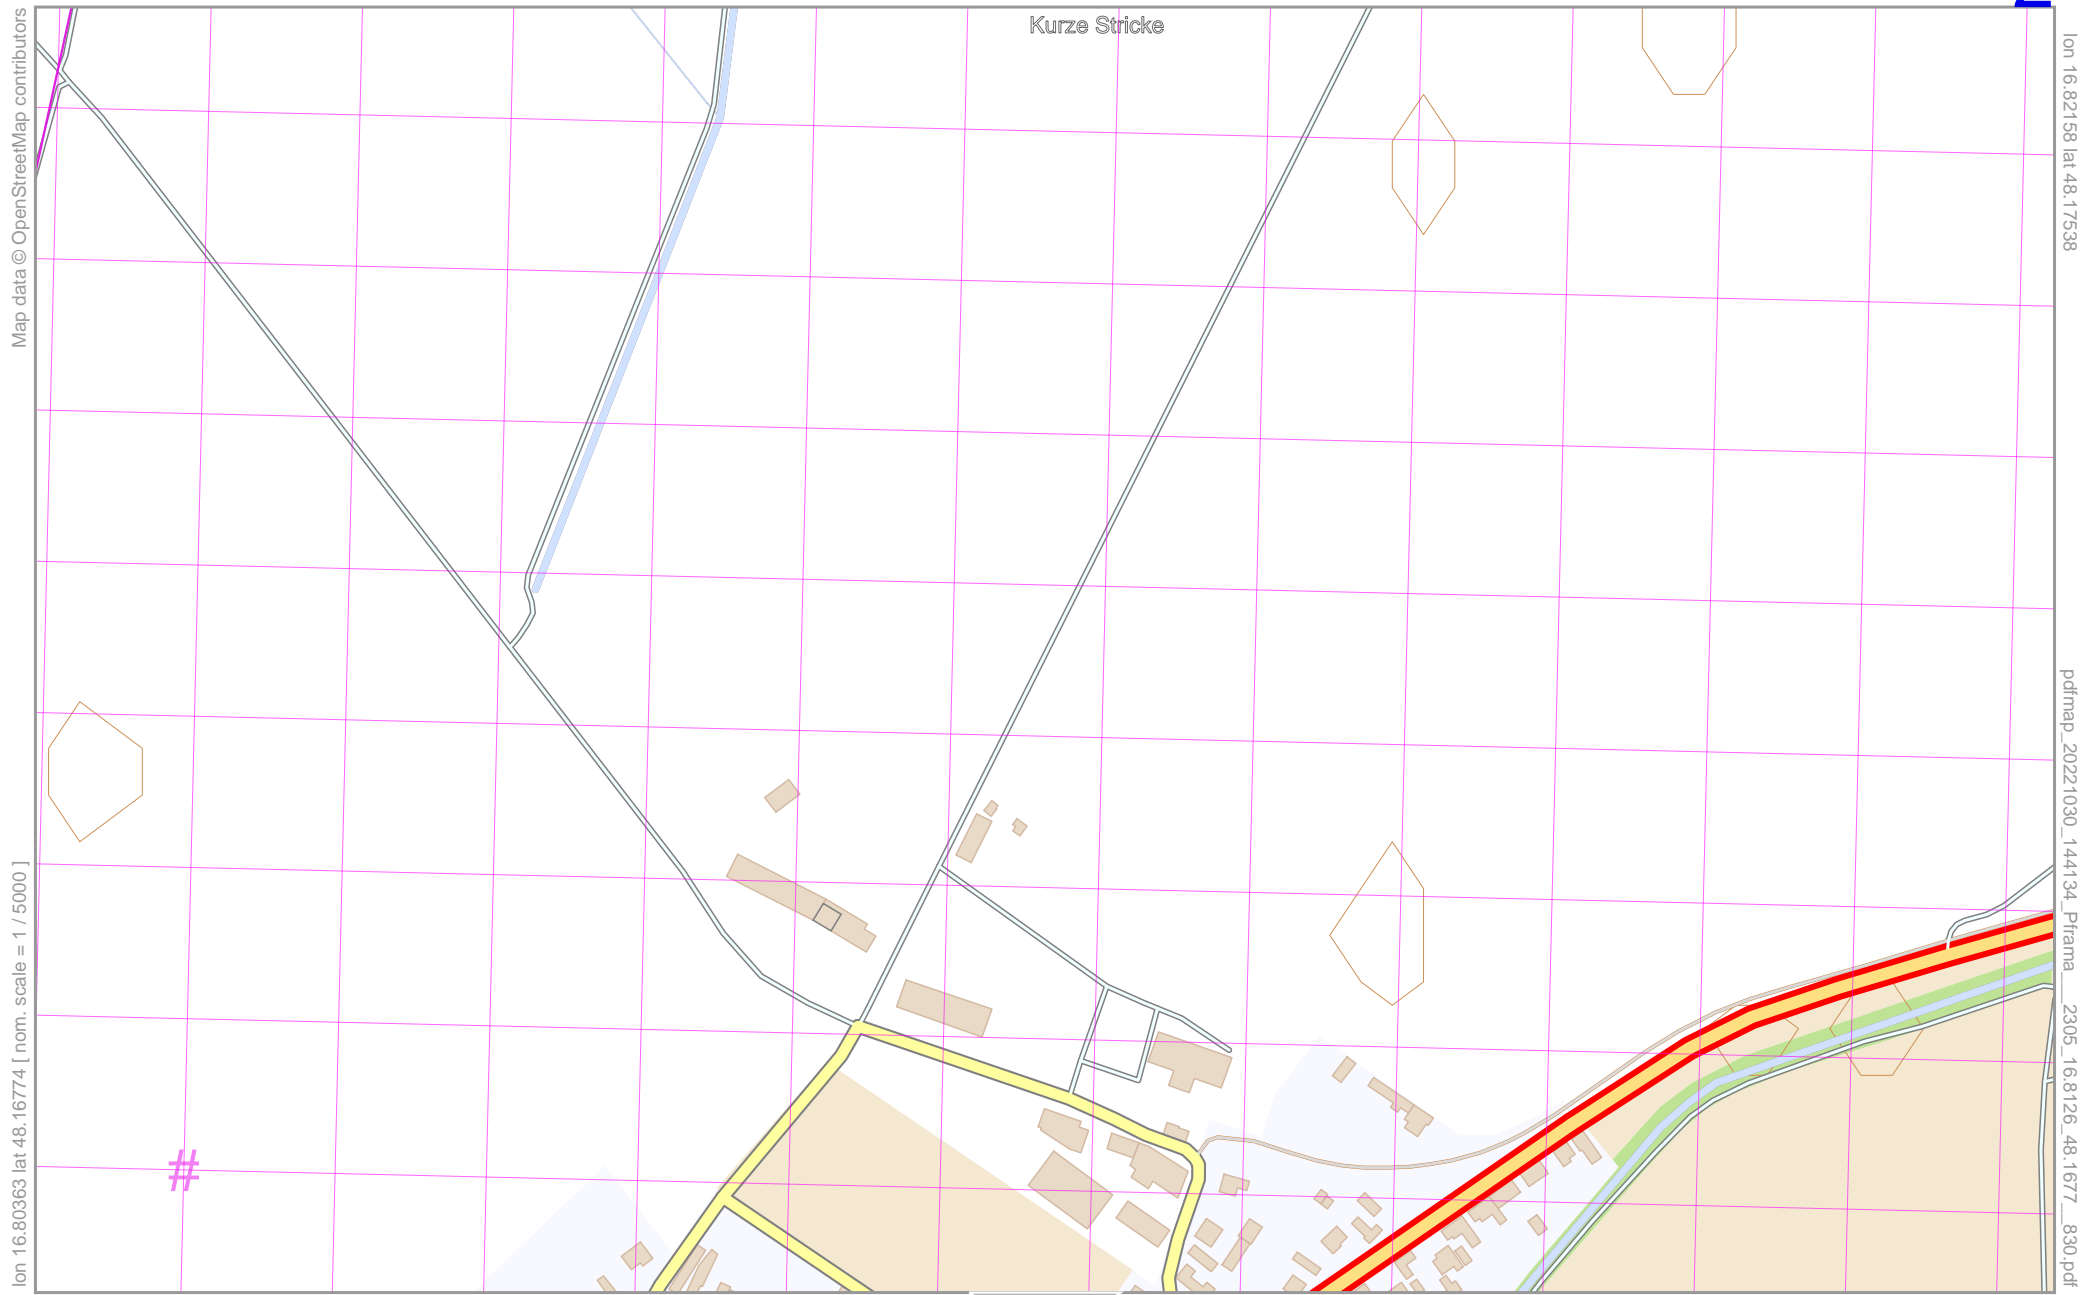 Kurze Stricke
Map data © OpenStreetMap contributors
lon 16.80363 lat 48.16774 [ nom. scale = 1 / 5000 ]
lon 16.82158 lat 48.17538
pdfmap_20221030_144134_Pframa___2305_16.8126_48.1677__830.pdf
#